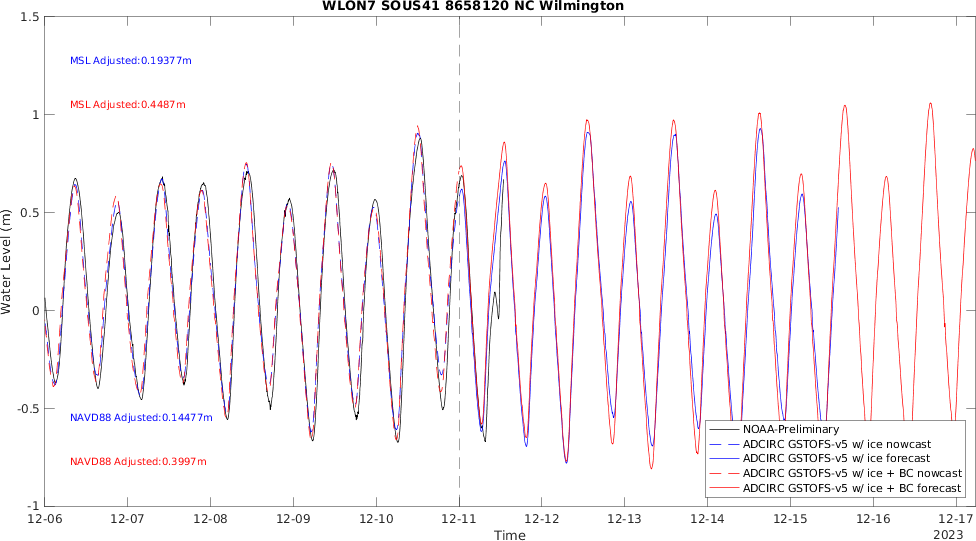 WLON7 SOUS41 8658120 NC Wilmington
1.5
MSL Adjusted:0.19377m
MSL Adjusted:0.4487m
1
0.5
Water Level (m)
0
-0.5
NAVD88 Adjusted:0.14477m
NAVD88 Adjusted:0.3997m
NOAA-Preliminary
ADCIRC GSTOFS-v5 w/ ice nowcast
ADCIRC GSTOFS-v5 w/ ice forecast
ADCIRC GSTOFS-v5 w/ ice + BC nowcast
ADCIRC GSTOFS-v5 w/ ice + BC forecast
-1
12-06 12-07 12-08 12-09 12-10 12-11 12-12 12-13 12-14 12-15 12-16 12-17
Time 2023